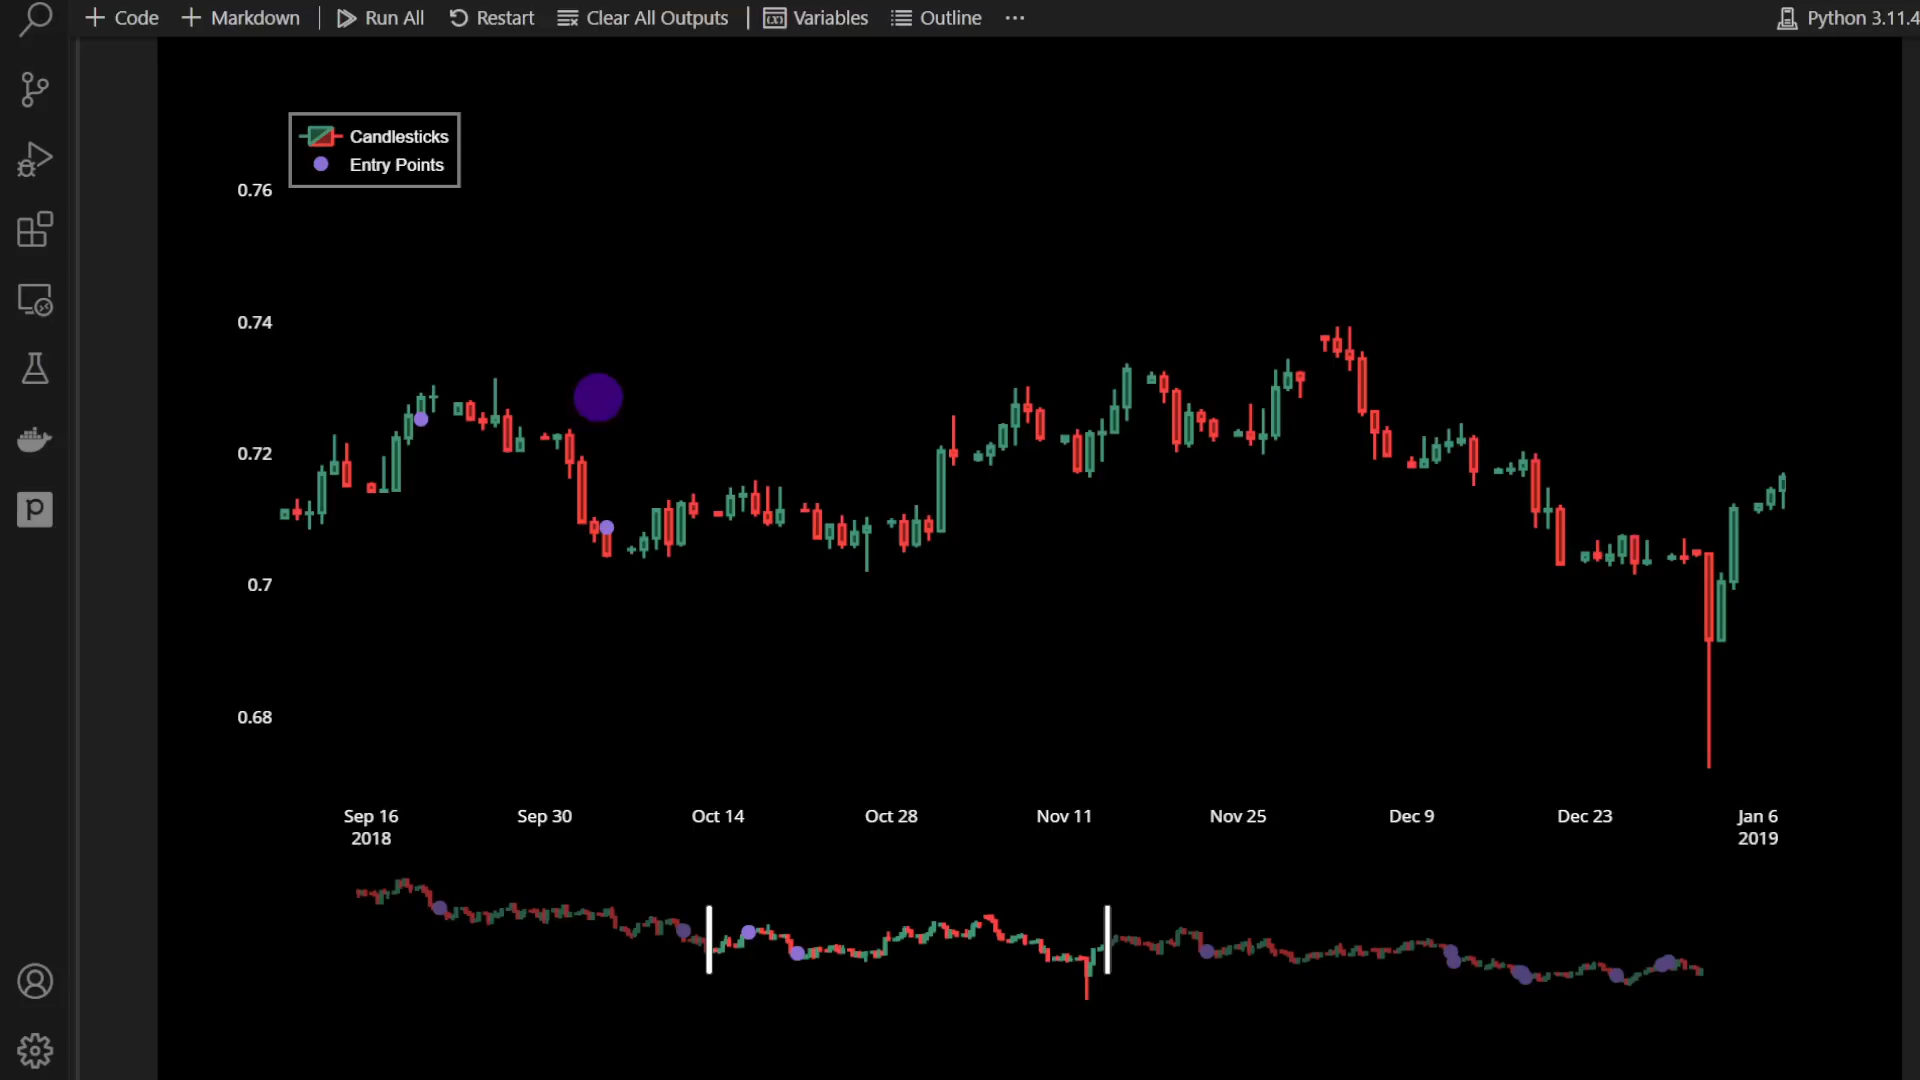 Code Markdown Run All Restart Clear All Outputs Variables Outline ... Python 3.11.4
Candlesticks
Entry Points
0.76
0.74
0.72
0.7
0.68
Sep 16 Sep 30 Oct 14 Oct 28 Nov 11 Nov 25 Dec 9 Dec 23 Jan 6
2018 2019